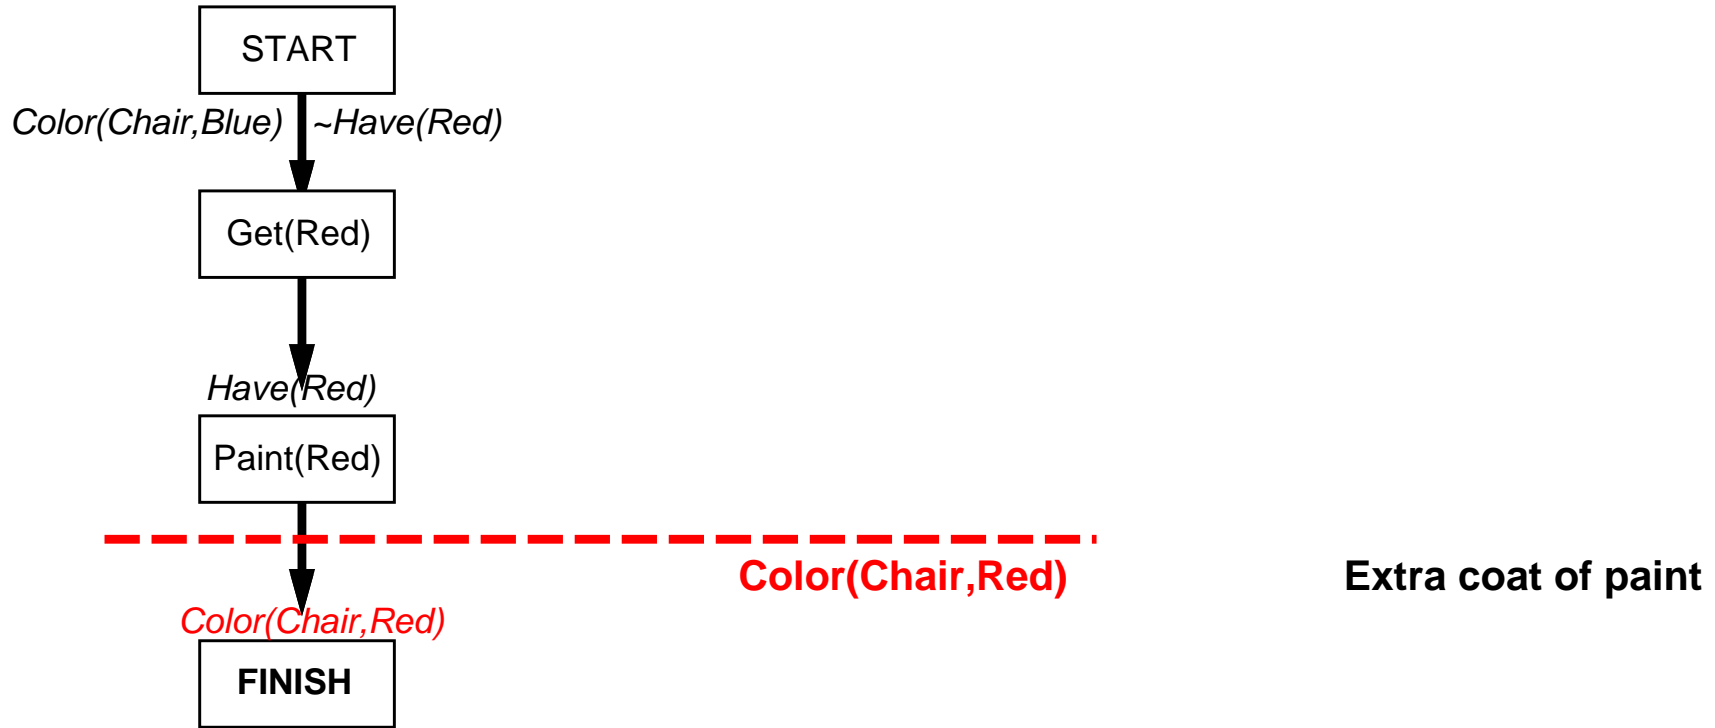 START
Color(Chair,Blue) ~Have(Red)
Get(Red)
Have(Red)
Paint(Red)
Color(Chair,Red) Extra coat of paint
Color(Chair,Red)
FINISH